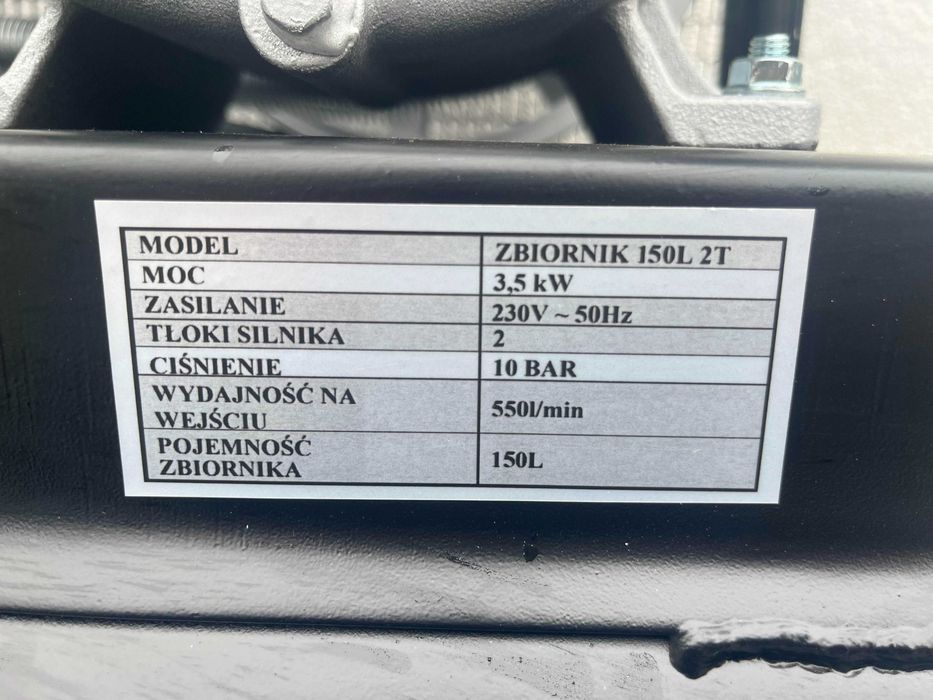 MODEL ZBIORNIK 150L 2T
MOC 3,5 kW
ZASILANIE 230V ~ 50Hz
TŁOKI SILNIKA 2
CIŚNIENIE 10 BAR
WYDAJNOŚĆ NA
WEJŚCIU 550l/min
POJEMNOŚĆ
ZBIORNIKA 150L